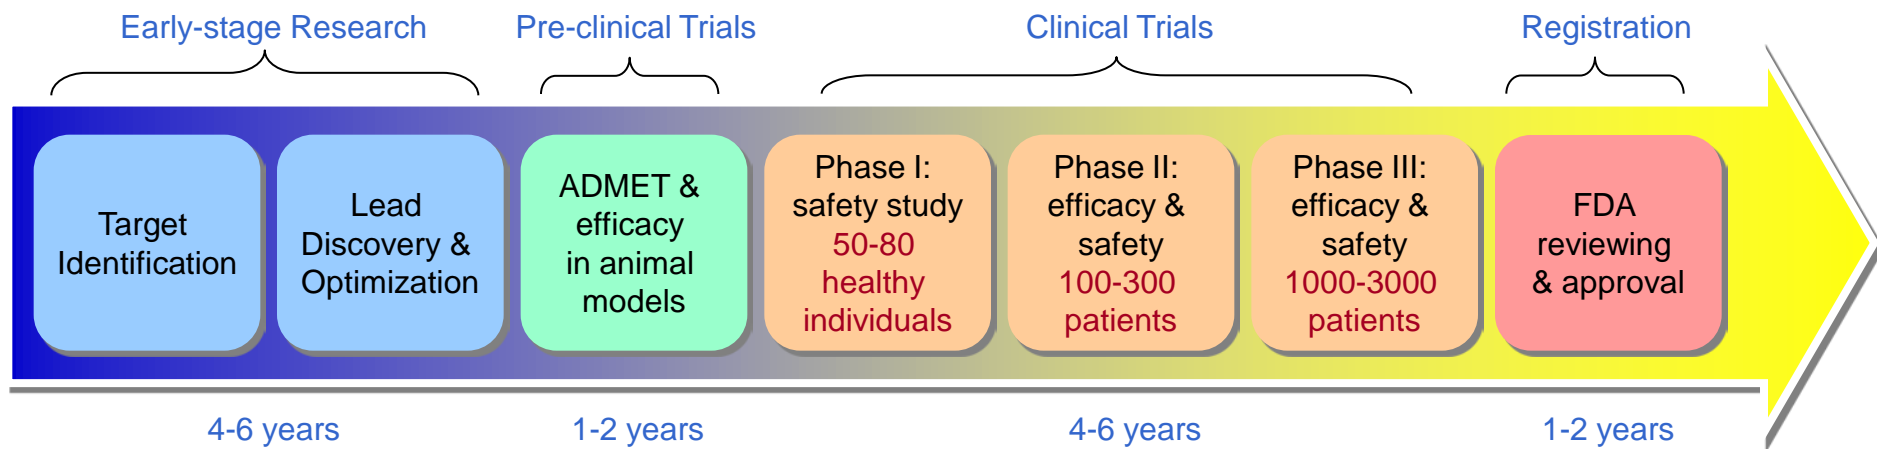 Early-stage Research
Pre-clinical Trials
Clinical Trials
Registration
Target
Identification
Lead
Discovery &
Optimization
ADMET &
efficacy
in animal
models
Phase I:
safety study
50-80
healthy
individuals
Phase II:
efficacy &
safety
100-300
patients
Phase III:
efficacy &
safety
1000-3000
patients
FDA
reviewing
& approval
4-6 years
1-2 years
4-6 years
1-2 years